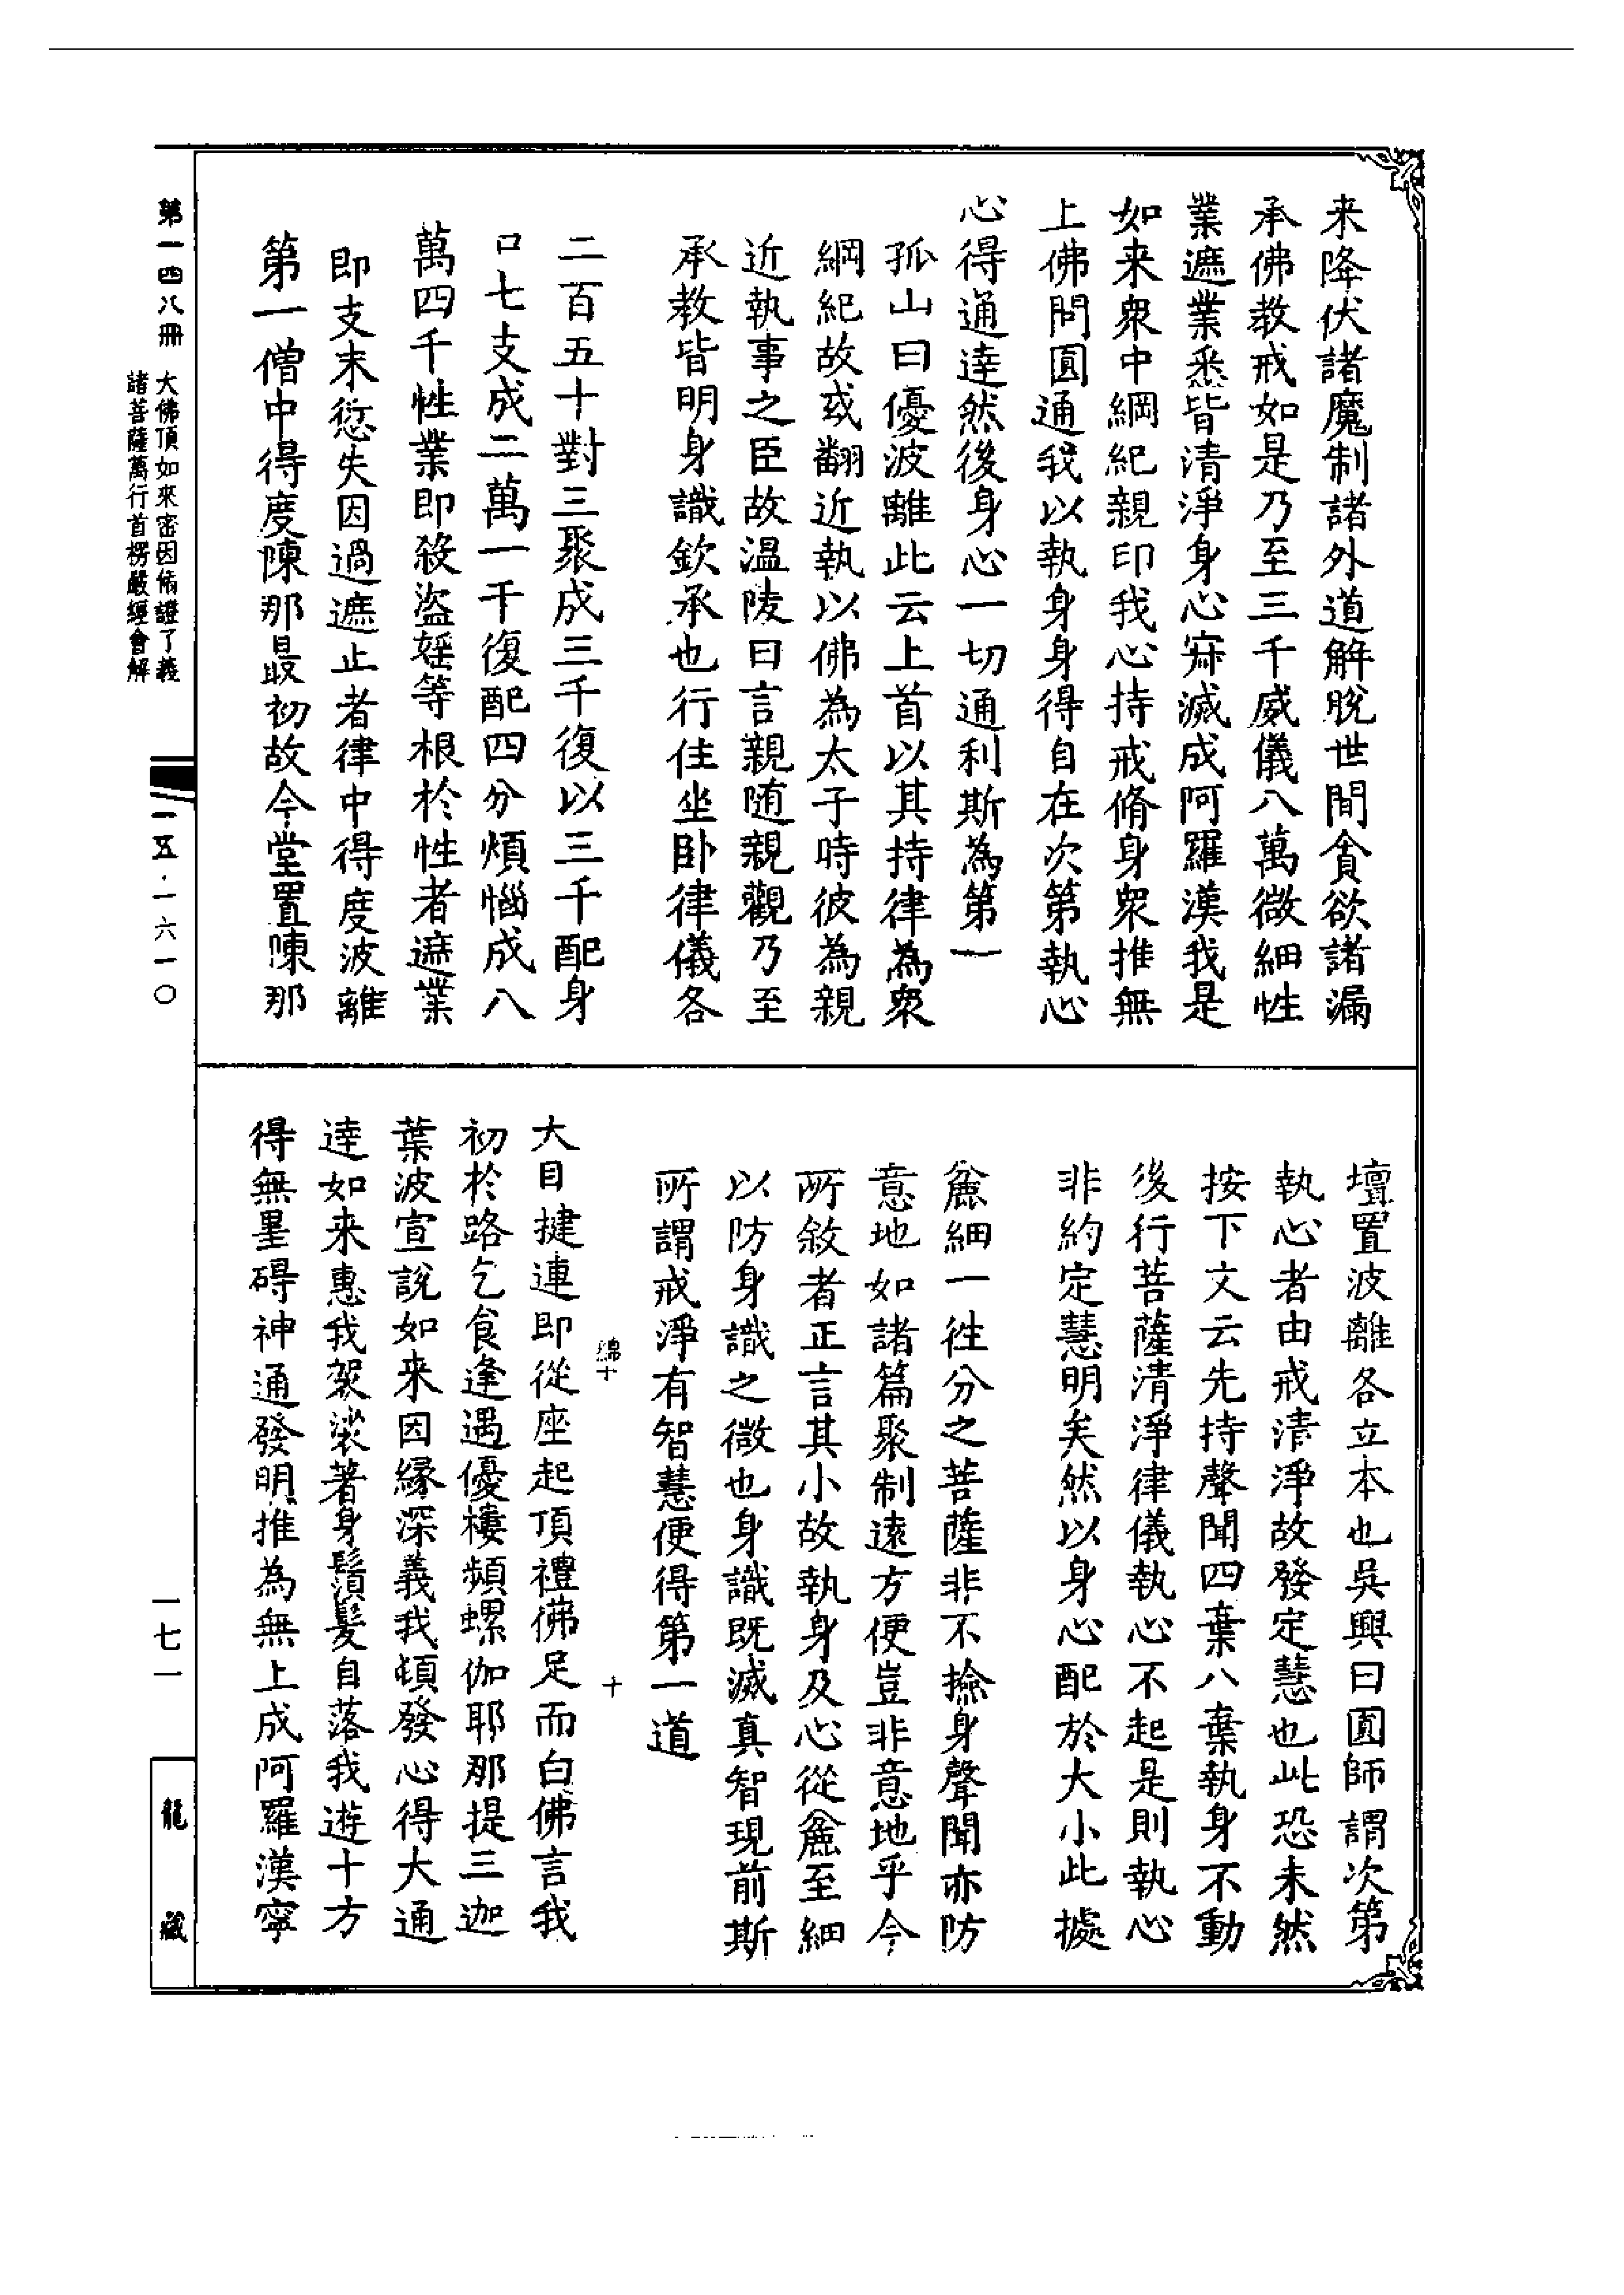 来降伏諸魔制諸外道解脫世間貪欲諸漏
承佛教戒如是乃至三千威儀八萬微細性
業遮業悉皆清淨身心寂滅成阿羅漢我是
如来衆中綱紀親印我心持戒脩身衆推無
上佛問圓通我以執身身得自在次第執心
心得通達然後身心一切通利斯為第一
孤山曰優波離此云上首以其持律為衆
綱紀故或翻近執以佛為太子時彼為親
近執事之臣故温陵曰言親随親觀乃至
承教皆明身識欽承也行住坐卧律儀各
二百五十對三聚成三千復以三千配身
口七支成二萬一千復配四分煩惱成八
萬四千性業即殺盗婬等根於性者遮業
即支末愆失因過遮止者律中得度波離
第一僧中得度陳那最初故今堂置陳那
壇置波離各立本也吳興曰圓師謂次第
執心者由戒清淨故發定慧也此恐未然
按下文云先持聲聞四棄八棄執身不動
後行菩薩清淨律儀執心不起是則執心
非約定慧明矣然以身心配於大小此據
麄細一徃分之菩薩非不撿身聲聞亦防
意地如諸篇聚制遠方便豈非意地乎今
所敘者正言其小故執身及心從麄至細
以防身識之微也身識既滅真智現前斯
所謂戒淨有智慧便得第一道
綿十
十
大目揵連即從座起頂禮佛足而白佛言我
初於路乞食逢遇優樓頻螺伽耶那提三迦
葉波宣說如来因緣深義我頓發心得大通
達如来惠我袈裟著身鬚髮自落我遊十方
得無罣碍神通發明推為無上成阿羅漢寧
第一四八冊
大佛頂如來密因脩證了義
諸菩薩萬行首楞嚴經會解
一五·一六一〇
一七一
龍藏